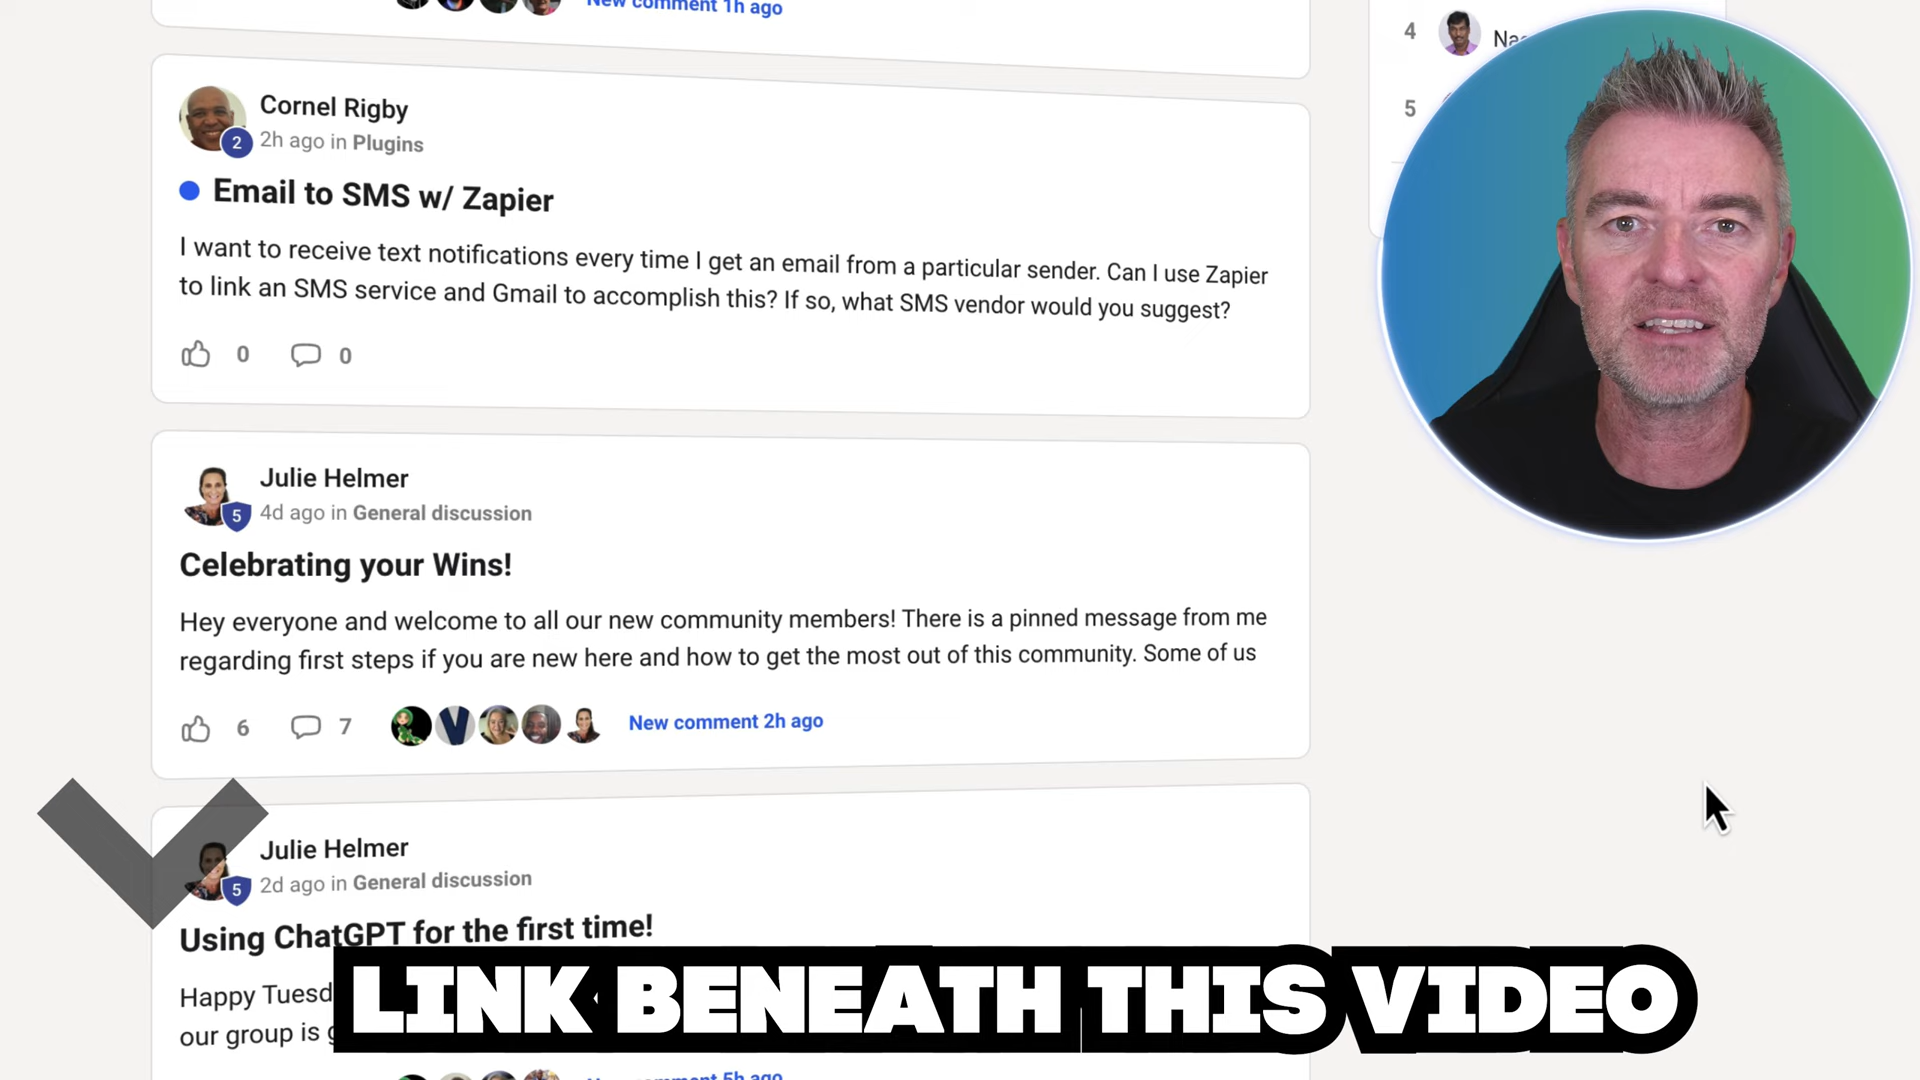 New comment 1h ago
4
5
Cornel Rigby
2
2h ago in Plugins
Email to SMS w/ Zapier
I want to receive text notifications every time I get an email from a particular sender. Can I use Zapier
to link an SMS service and Gmail to accomplish this? If so, what SMS vendor would you suggest?
0 0
Julie Helmer
5
4d ago in General discussion
Celebrating your Wins!
Hey everyone and welcome to all our new community members! There is a pinned message from me
regarding first steps if you are new here and how to get the most out of this community. Some of us
6 7 New comment 2h ago
Julie Helmer
5
2d ago in General discussion
Using ChatGPT for the first time!
Happy
our group is
LINK BENEATH THIS VIDEO
New comment 5h ago